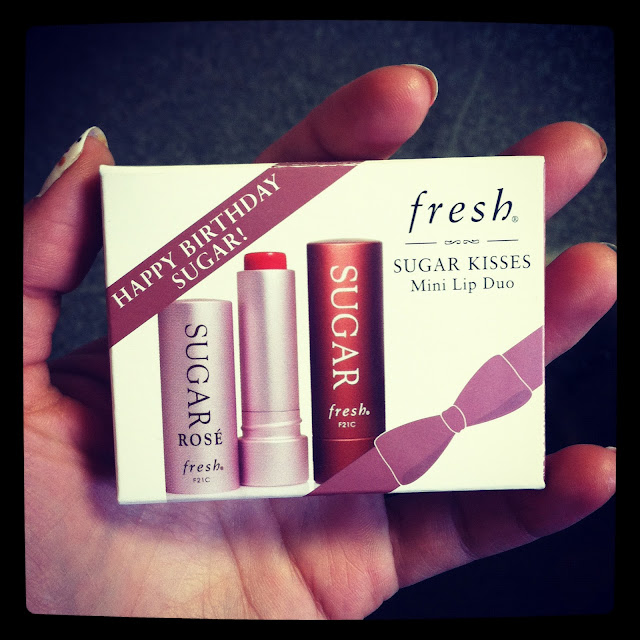 HAPPY BIRTHDAY
SUGAR!
fresh®
SUGAR KISSES
Mini Lip Duo
SUGAR
ROSÉ
fresh®
F21C
SUGAR
fresh®
F21C